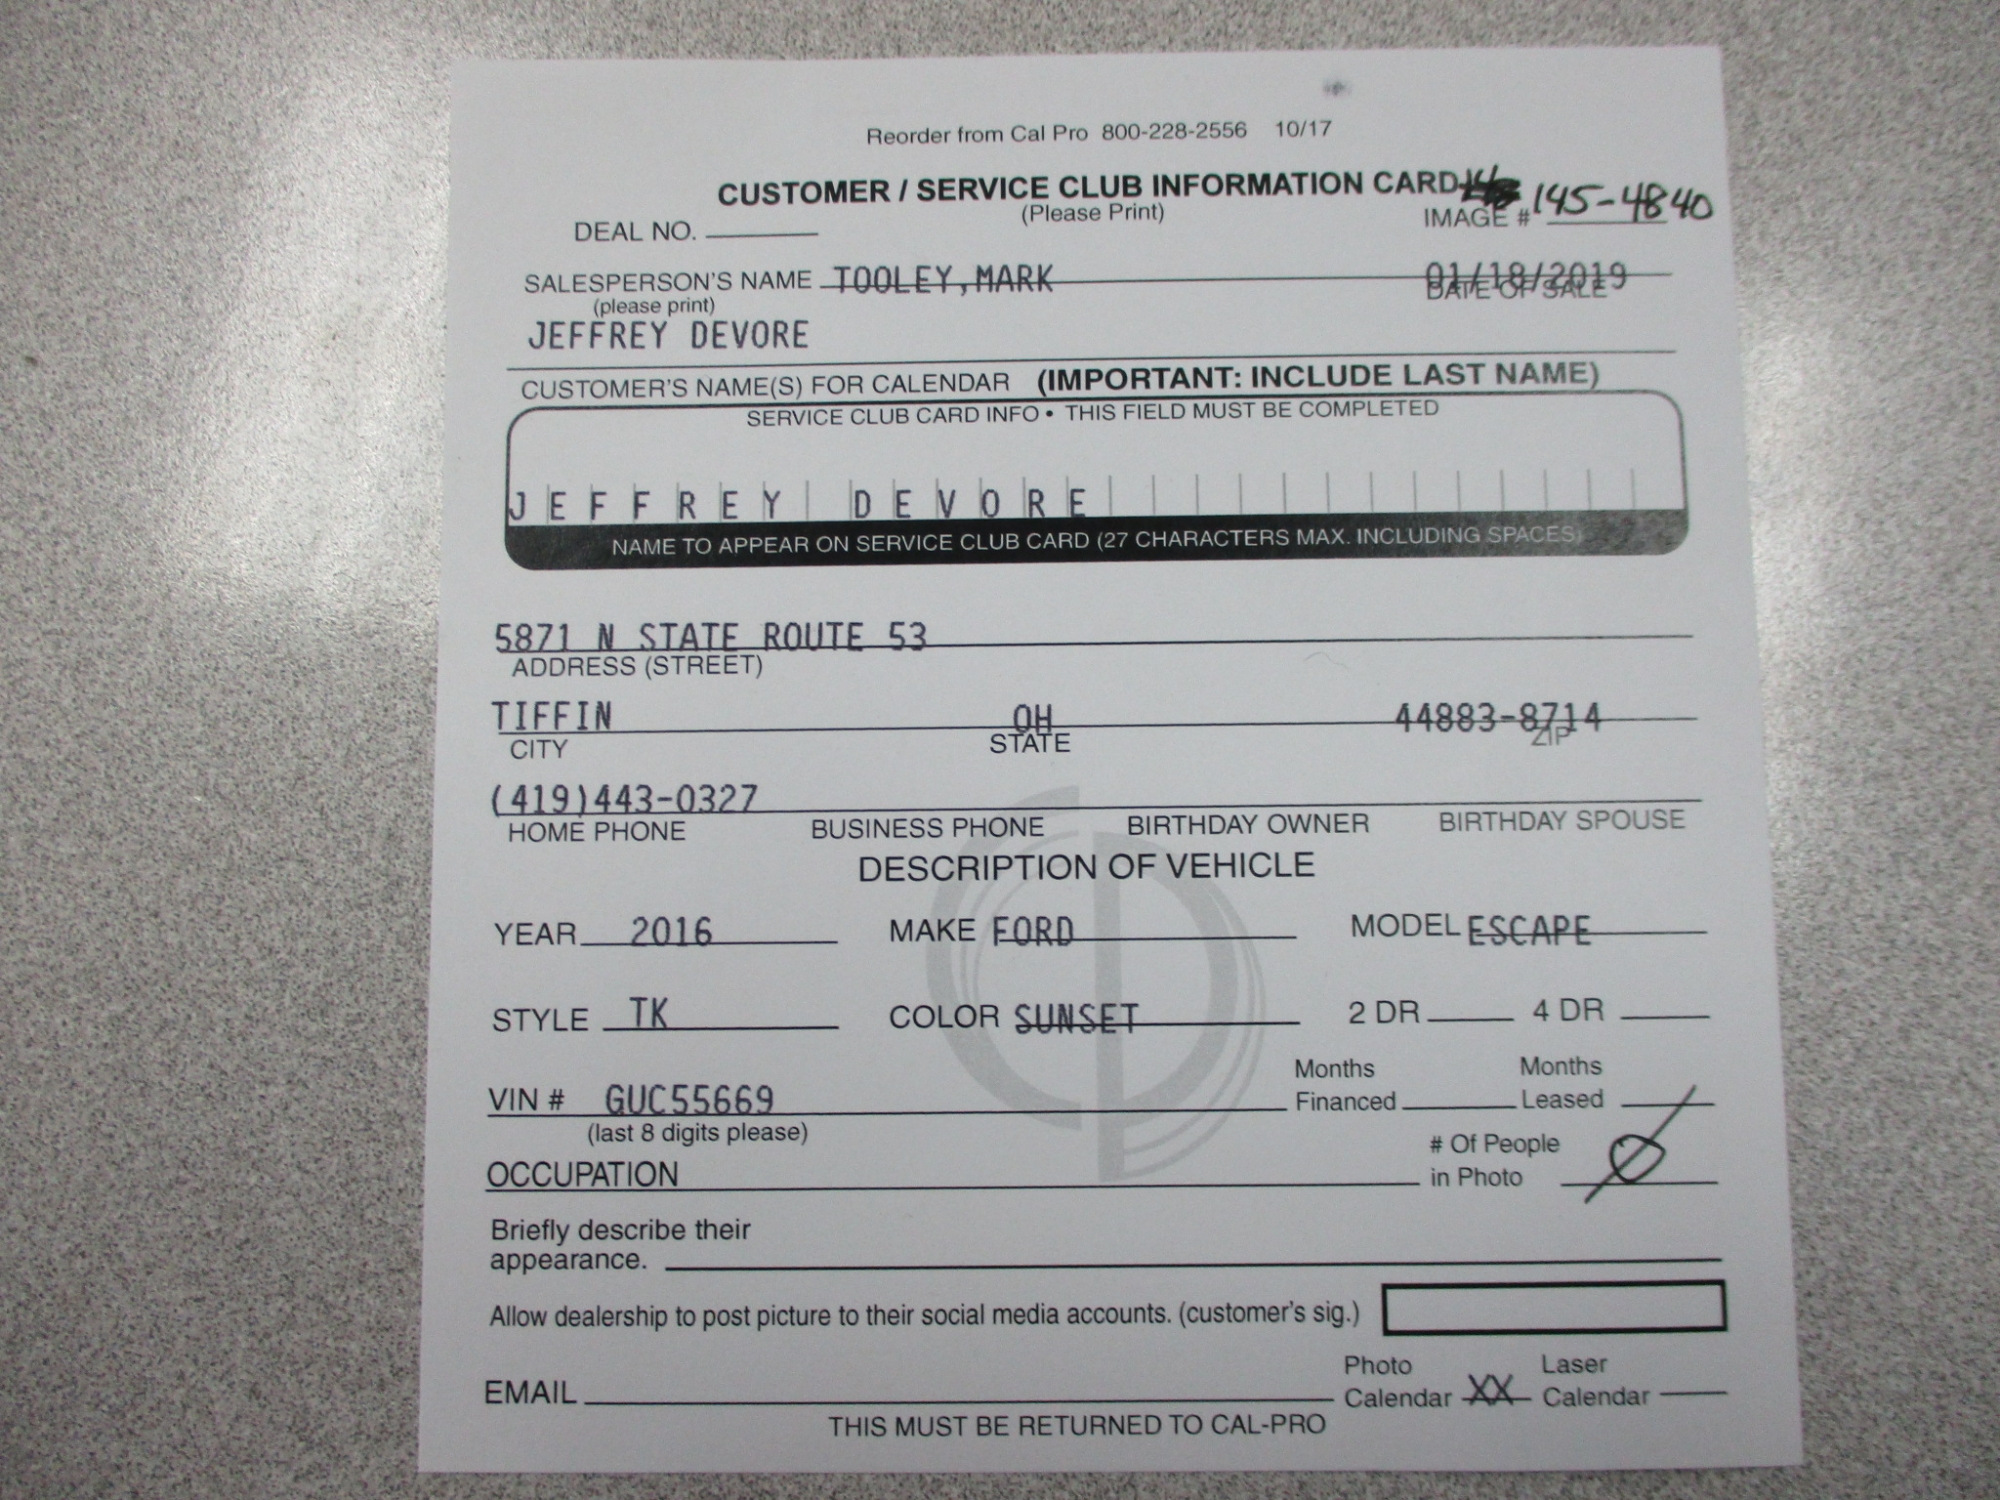 Reorder from Cal Pro 800-228-2556 10/17
CUSTOMER / SERVICE CLUB INFORMATION CARD
(Please Print)
DEAL NO. IMAGE # 145-4840
SALESPERSON'S NAME TOOLEY,MARK 01/18/2019
(please print) DATE OF SALE
JEFFREY DEVORE
CUSTOMER'S NAME(S) FOR CALENDAR (IMPORTANT: INCLUDE LAST NAME)
SERVICE CLUB CARD INFO • THIS FIELD MUST BE COMPLETED
JEFFREY DEVORE
NAME TO APPEAR ON SERVICE CLUB CARD (27 CHARACTERS MAX. INCLUDING SPACES)
5871 N STATE ROUTE 53
ADDRESS (STREET)
TIFFIN OH 44883-8714
CITY STATE ZIP
(419)443-0327
HOME PHONE BUSINESS PHONE BIRTHDAY OWNER BIRTHDAY SPOUSE
DESCRIPTION OF VEHICLE
YEAR 2016 MAKE FORD MODEL ESCAPE
STYLE TK COLOR SUNSET 2 DR 4 DR
Months Months
VIN # GUC55669 Financed Leased
(last 8 digits please)
# Of People
OCCUPATION in Photo
Briefly describe their
appearance.
Allow dealership to post picture to their social media accounts. (customer's sig.)
Photo Laser
EMAIL Calendar XX Calendar
THIS MUST BE RETURNED TO CAL-PRO